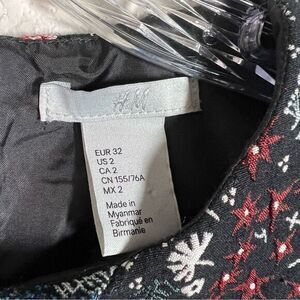 H&M
EUR 32
US 2
CA 2
CN 155/76A
MX 2
Made in
Myanmar
Fabriqué en
Birmanie